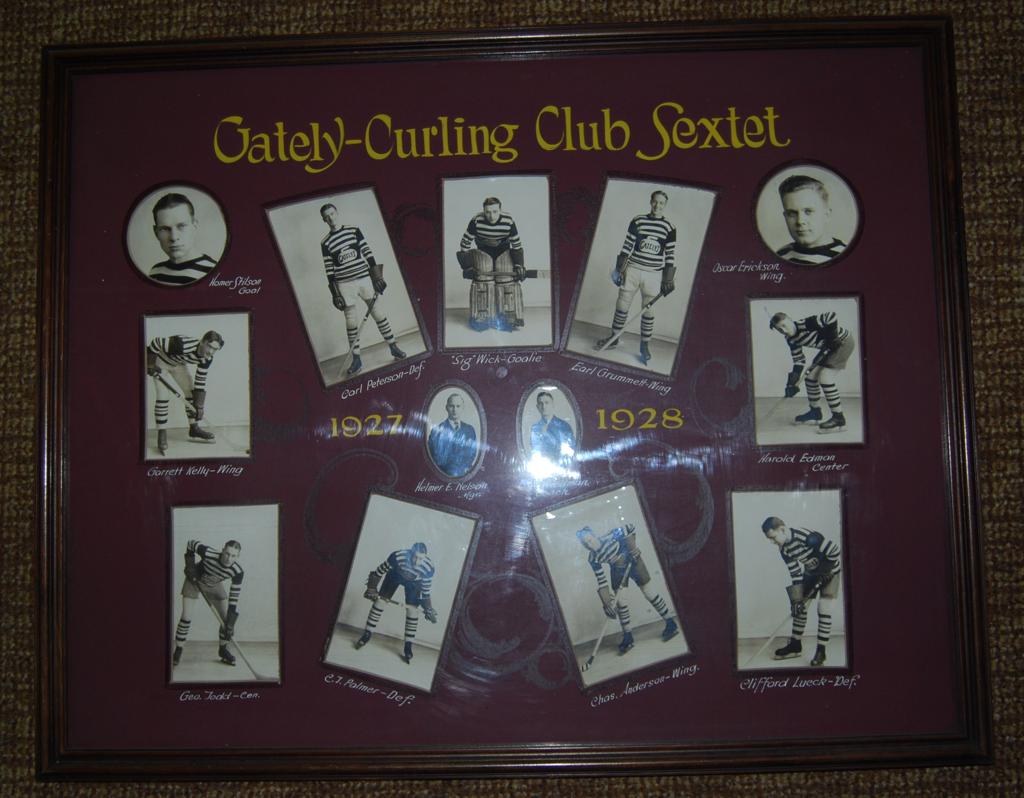 Gately-Curling Club Sextet
Homer Stilson
Goal
Carl Peterson-Def.
GATELY
"Sig" Wick-Goalie
GATELY
Earl Grummett-Wing
Oscar Erickson
Wing.
1927
1928
Garrett Kelly-Wing
Helmer E. Nelson
Mgr.
Harold Edman
Center
Geo. Todd-Cen.
C.J. Palmer-Def.
Chas. Anderson-Wing.
Clifford Lueck-Def.